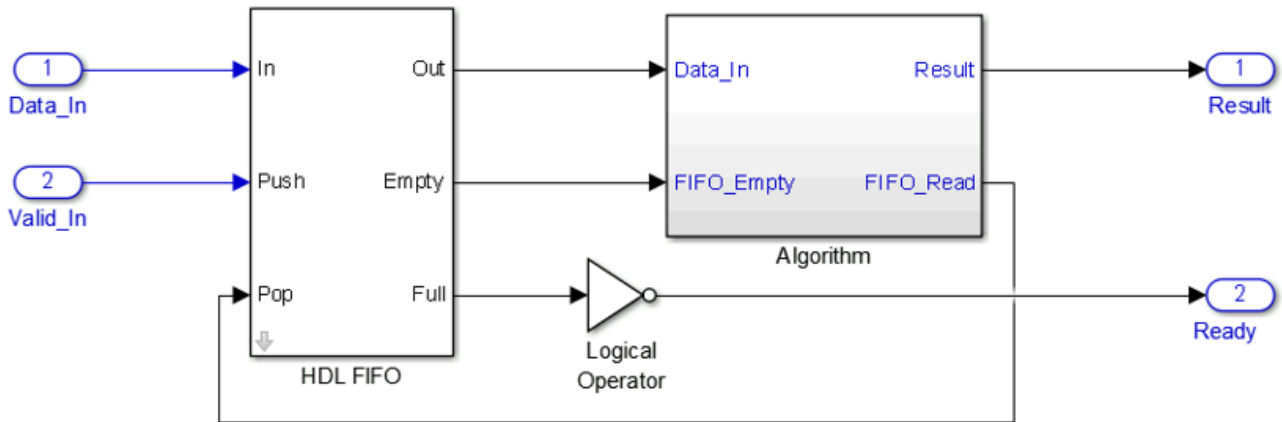 1
Data_In
2
Valid_In
In
Push
Pop
Out
Empty
Full
HDL FIFO
Logical
Operator
Data_In
FIFO_Empty
Result
FIFO_Read
Algorithm
1
Result
2
Ready